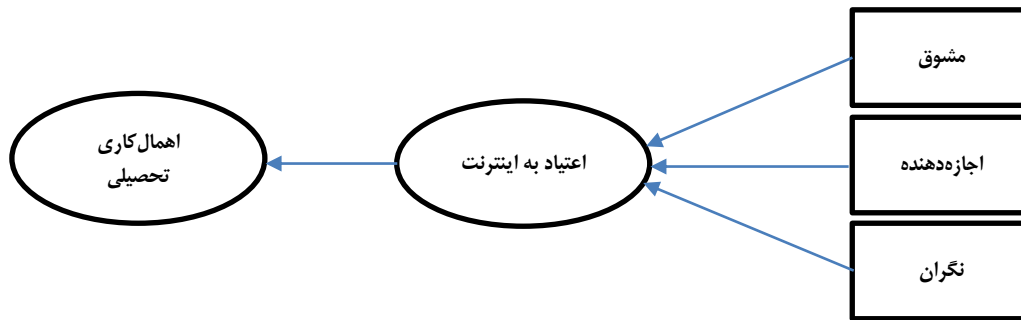 مشوق
اجازه‌دهنده
نگران
اعتیاد به اینترنت
اهمال‌کاری
تحصیلی